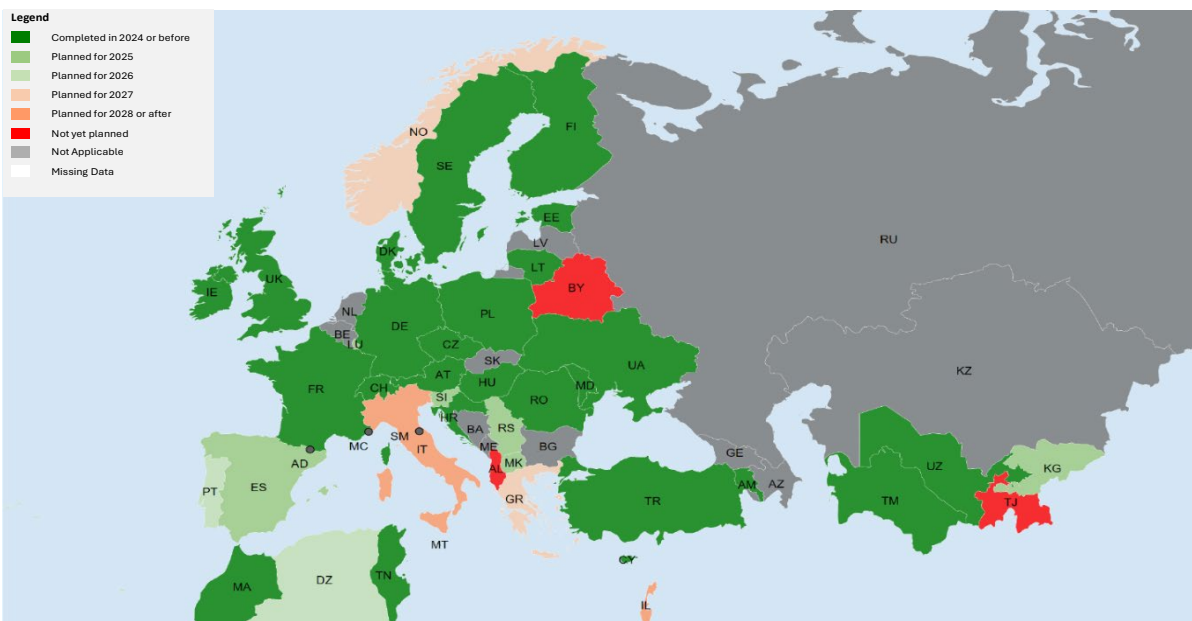 Legend
Completed in 2024 or before
Planned for 2025
Planned for 2026
Planned for 2027
Planned for 2028 or after
Not yet planned
Not Applicable
Missing Data
NO
FI
SE
EE
LV
RU
DK
LT
UK
BY
IE
NL
PL
DE
BE
LU
CZ
SK
UA
KZ
AT
HU
MD
FR
CH
RO
SI
HR
RS
BA
MC
SM
IT
ME
BG
GE
AD
MK
AL
UZ
KG
ES
PT
GR
TR
AM
AZ
TM
TJ
MT
CY
TN
DZ
MA
IL